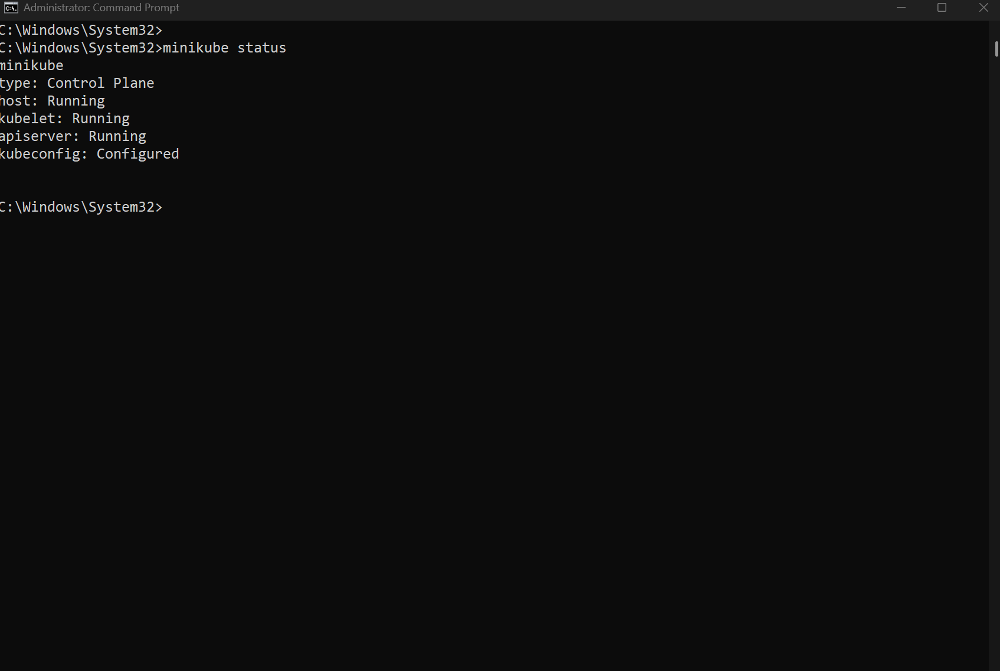 Administrator: Command Prompt
C:\Windows\System32>
C:\Windows\System32>minikube status
minikube
type: Control Plane
host: Running
kubelet: Running
apiserver: Running
kubeconfig: Configured
C:\Windows\System32>